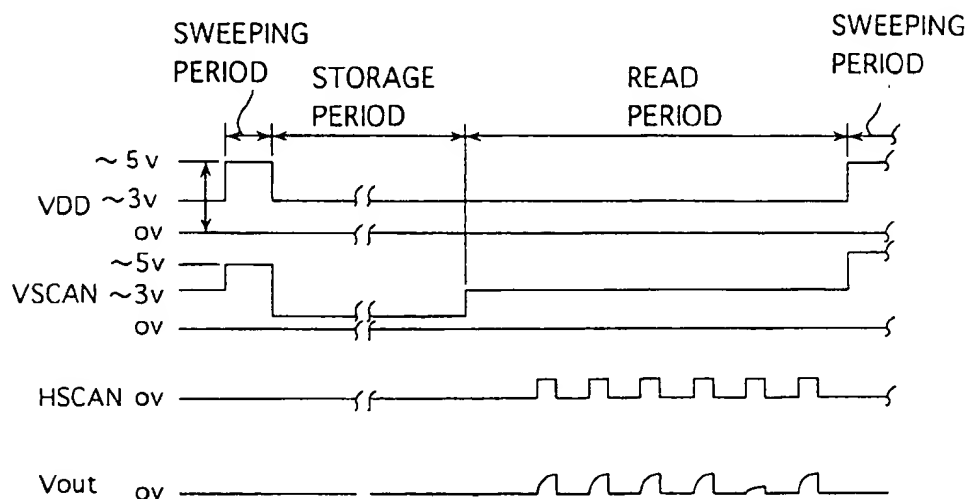 SWEEPING
PERIOD
STORAGE
PERIOD
READ
PERIOD
SWEEPING
PERIOD
~ 5 v
VDD ~3v
ov
~5v
VSCAN ~3v
ov
HSCAN ov
Vout ov